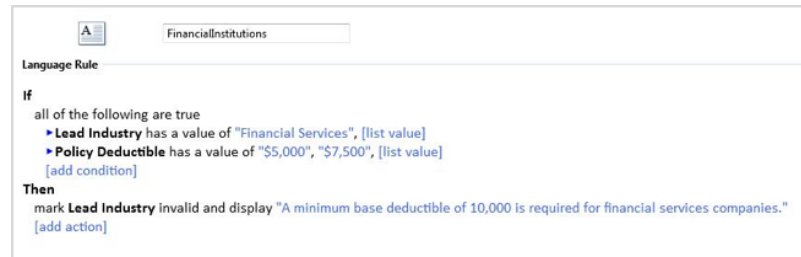 A
FinancialInstitutions
Language Rule
If
all of the following are true
Lead Industry has a value of "Financial Services", [list value]
Policy Deductible has a value of "$5,000", "$7,500", [list value]
[add condition]
Then
mark Lead Industry invalid and display "A minimum base deductible of 10,000 is required for financial services companies."
[add action]